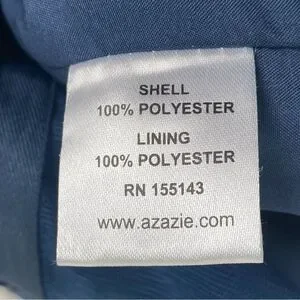 SHELL
100% POLYESTER
LINING
100% POLYESTER
RN 155143
www.azazie.com